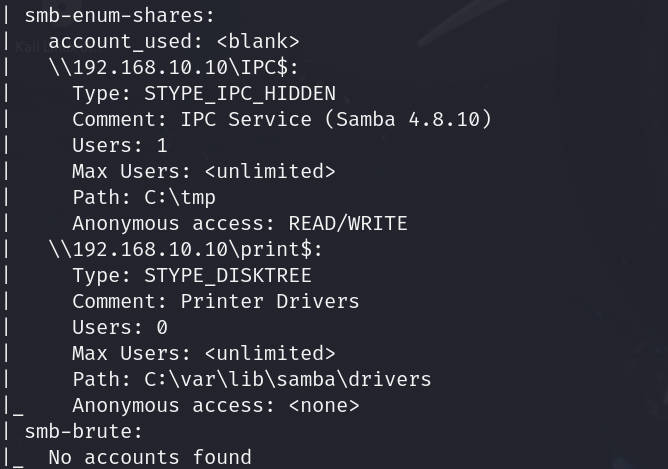 | smb-enum-shares:
|   account_used: <blank>
|   \\192.168.10.10\IPC$:
|     Type: STYPE_IPC_HIDDEN
|     Comment: IPC Service (Samba 4.8.10)
|     Users: 1
|     Max Users: <unlimited>
|     Path: C:\tmp
|     Anonymous access: READ/WRITE
|   \\192.168.10.10\print$:
|     Type: STYPE_DISKTREE
|     Comment: Printer Drivers
|     Users: 0
|     Max Users: <unlimited>
|     Path: C:\var\lib\samba\drivers
|_    Anonymous access: <none>
| smb-brute:
|_  No accounts found